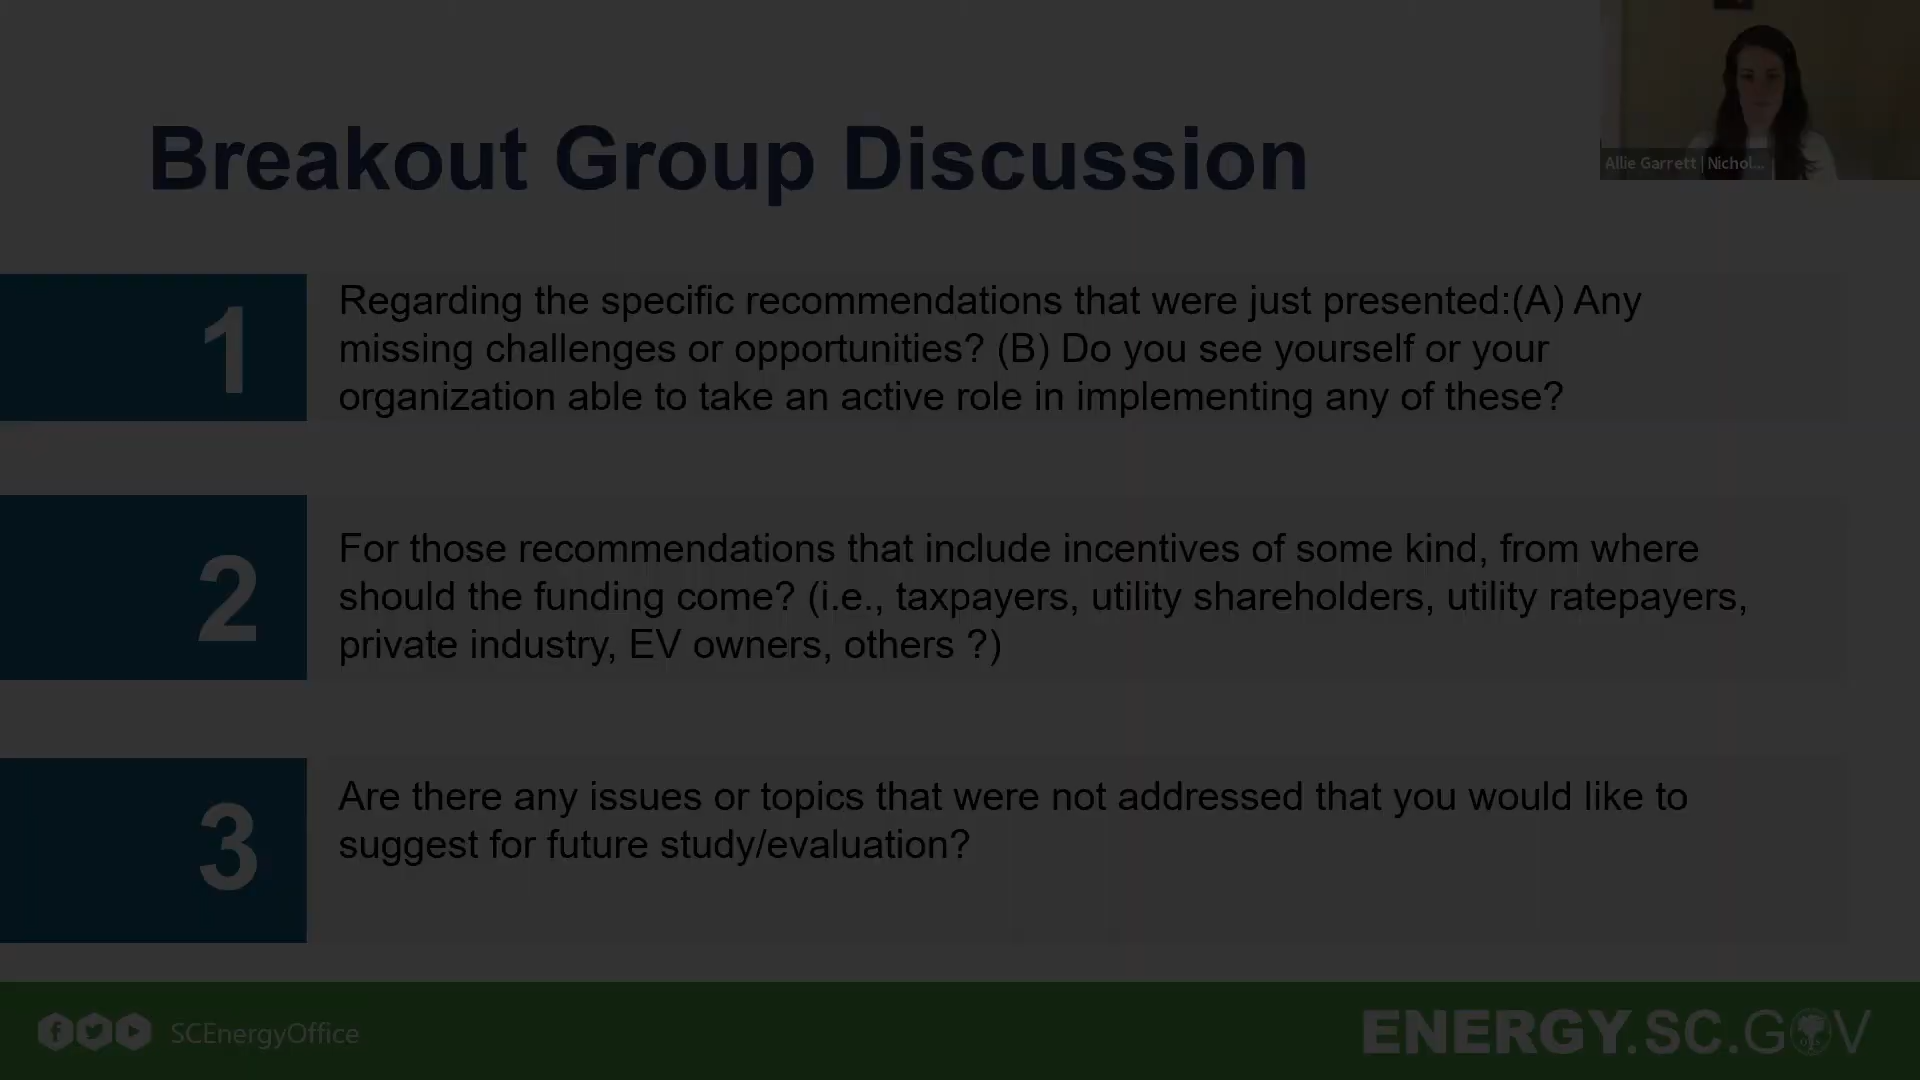 Breakout Group Discussion
Allie Garrett | Nichol...
1
Regarding the specific recommendations that were just presented:(A) Any
missing challenges or opportunities? (B) Do you see yourself or your
organization able to take an active role in implementing any of these?
2
For those recommendations that include incentives of some kind, from where
should the funding come? (i.e., taxpayers, utility shareholders, utility ratepayers,
private industry, EV owners, others ?)
3
Are there any issues or topics that were not addressed that you would like to
suggest for future study/evaluation?
SCEnergyOffice
ENERGY.SC.GOV